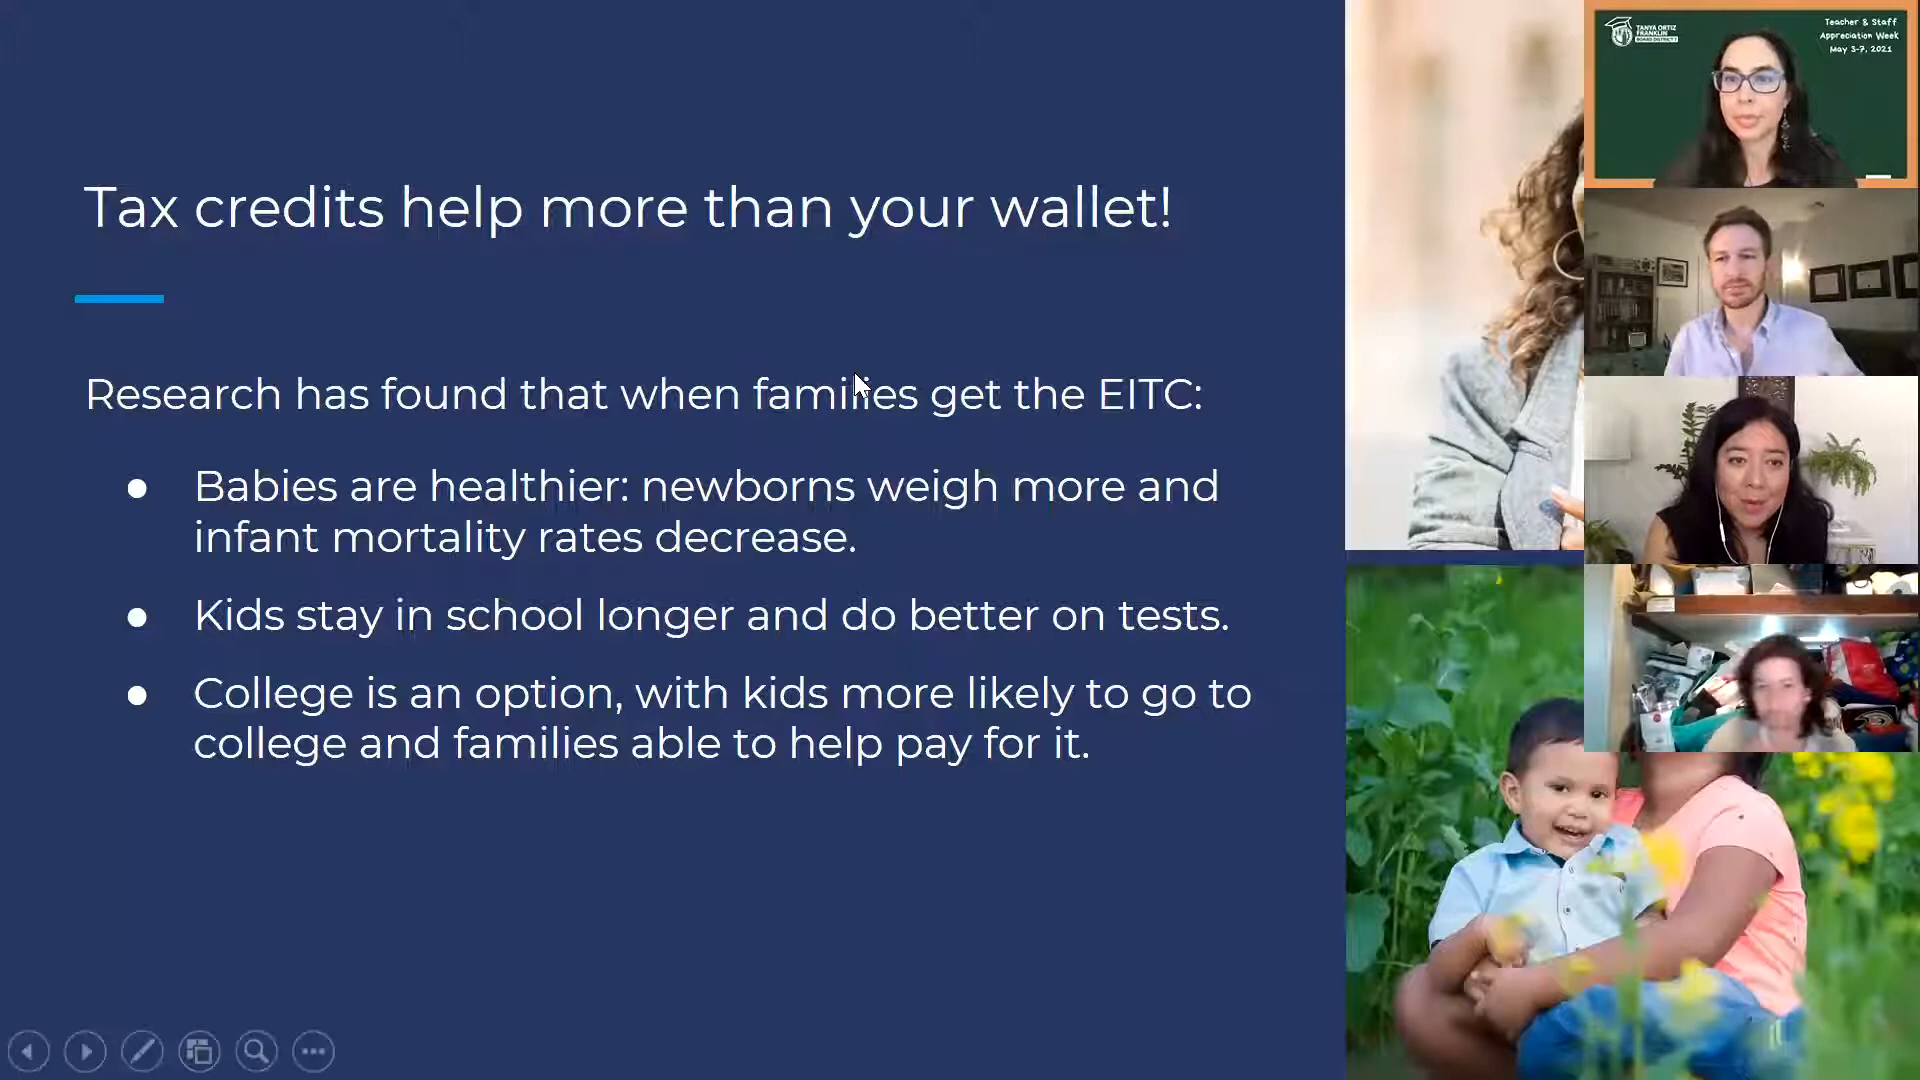 Tax credits help more than your wallet!
Research has found that when families get the EITC:
● Babies are healthier: newborns weigh more and
infant mortality rates decrease.
● Kids stay in school longer and do better on tests.
● College is an option, with kids more likely to go to
college and families able to help pay for it.
TANYA ORTIZ
FRANKLIN
Teacher & Staff
Appreciation Week
May 3-7, 2021